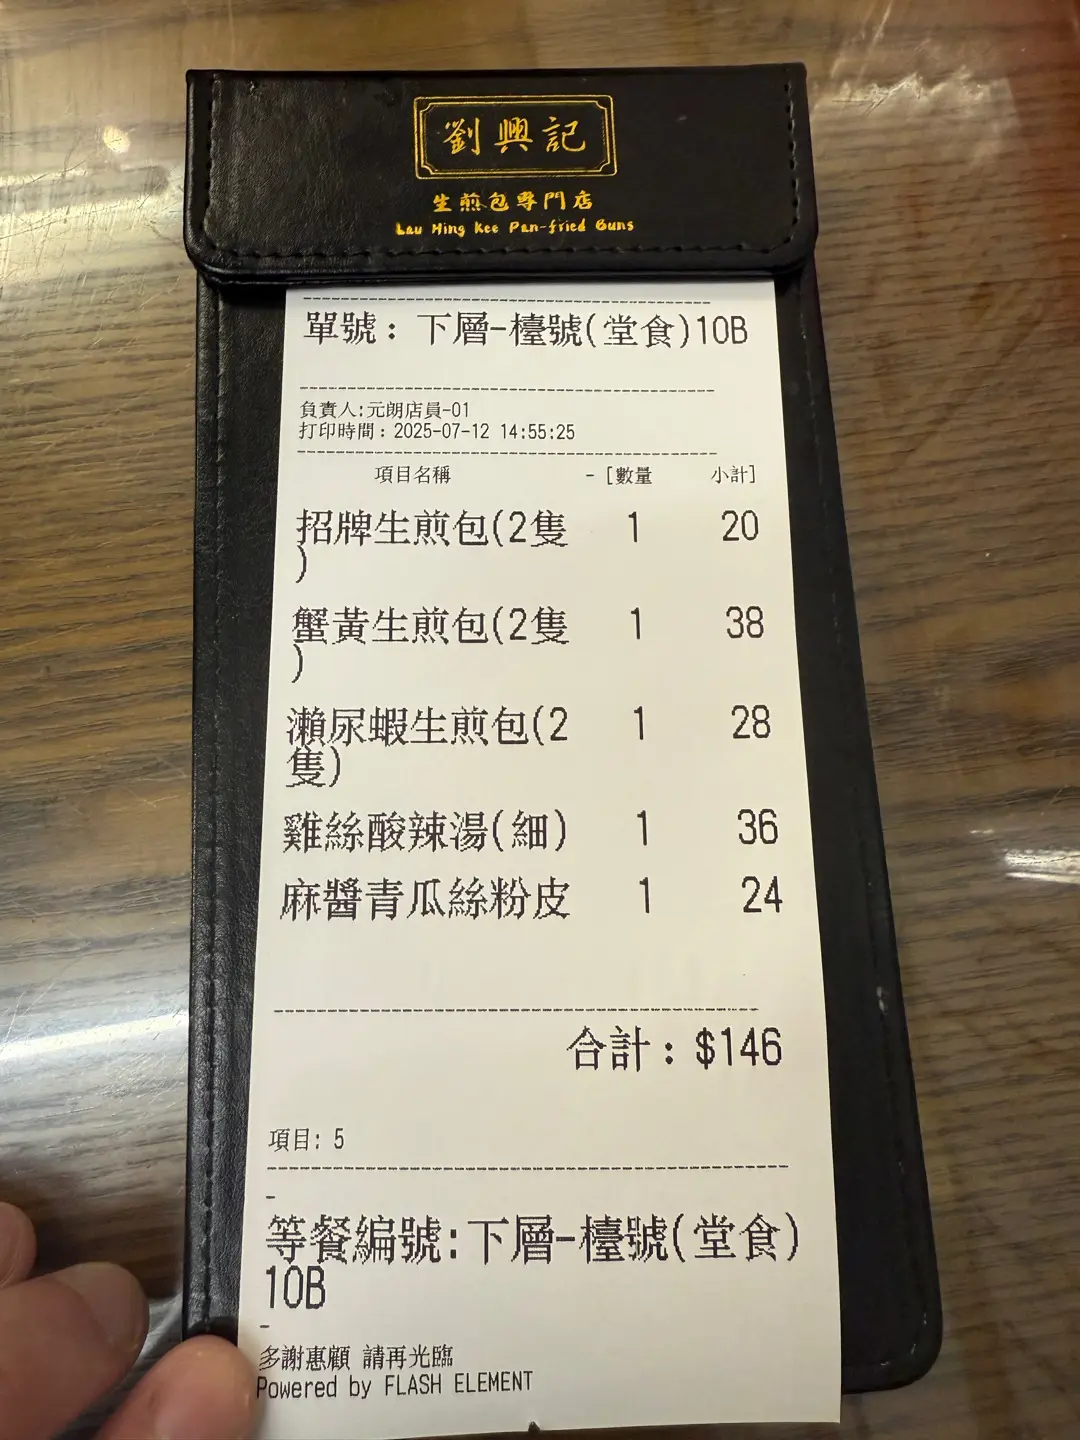 劉興記
生煎包專門店
Lau Hing Kee Pan-fried Buns
單號：下層-檯號(堂食)10B
負責人:元朗店員-01
打印時間：2025-07-12 14:55:25
項目名稱 -[數量 小計]
招牌生煎包(2隻 1 20
)
蟹黃生煎包(2隻 1 38
)
瀨尿蝦生煎包(2 1 28
隻)
雞絲酸辣湯(細) 1 36
麻醬青瓜絲粉皮 1 24
合計：$146
項目: 5
-
等餐編號:下層-檯號(堂食)
10B
-
多謝惠顧 請再光臨
Powered by FLASH ELEMENT